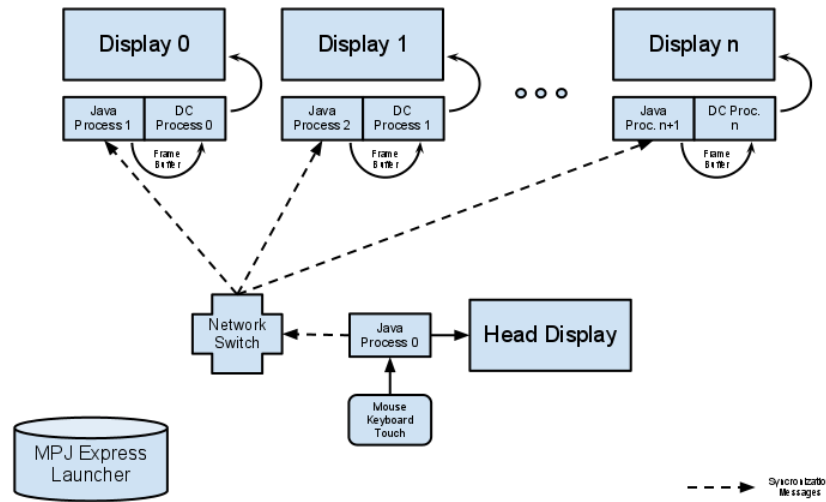 Display 0
Display 1
Display n
Java
Process 1
DC
Process 0
Java
Process 2
DC
Process 1
Java
Proc. n+1
DC Proc.
n
Frame
Buffer
Frame
Buffer
Frame
Buffer
Network
Switch
Java
Process 0
Head Display
Mouse
Keyboard
Touch
MPJ Express
Launcher
Syncronizatio
Messages